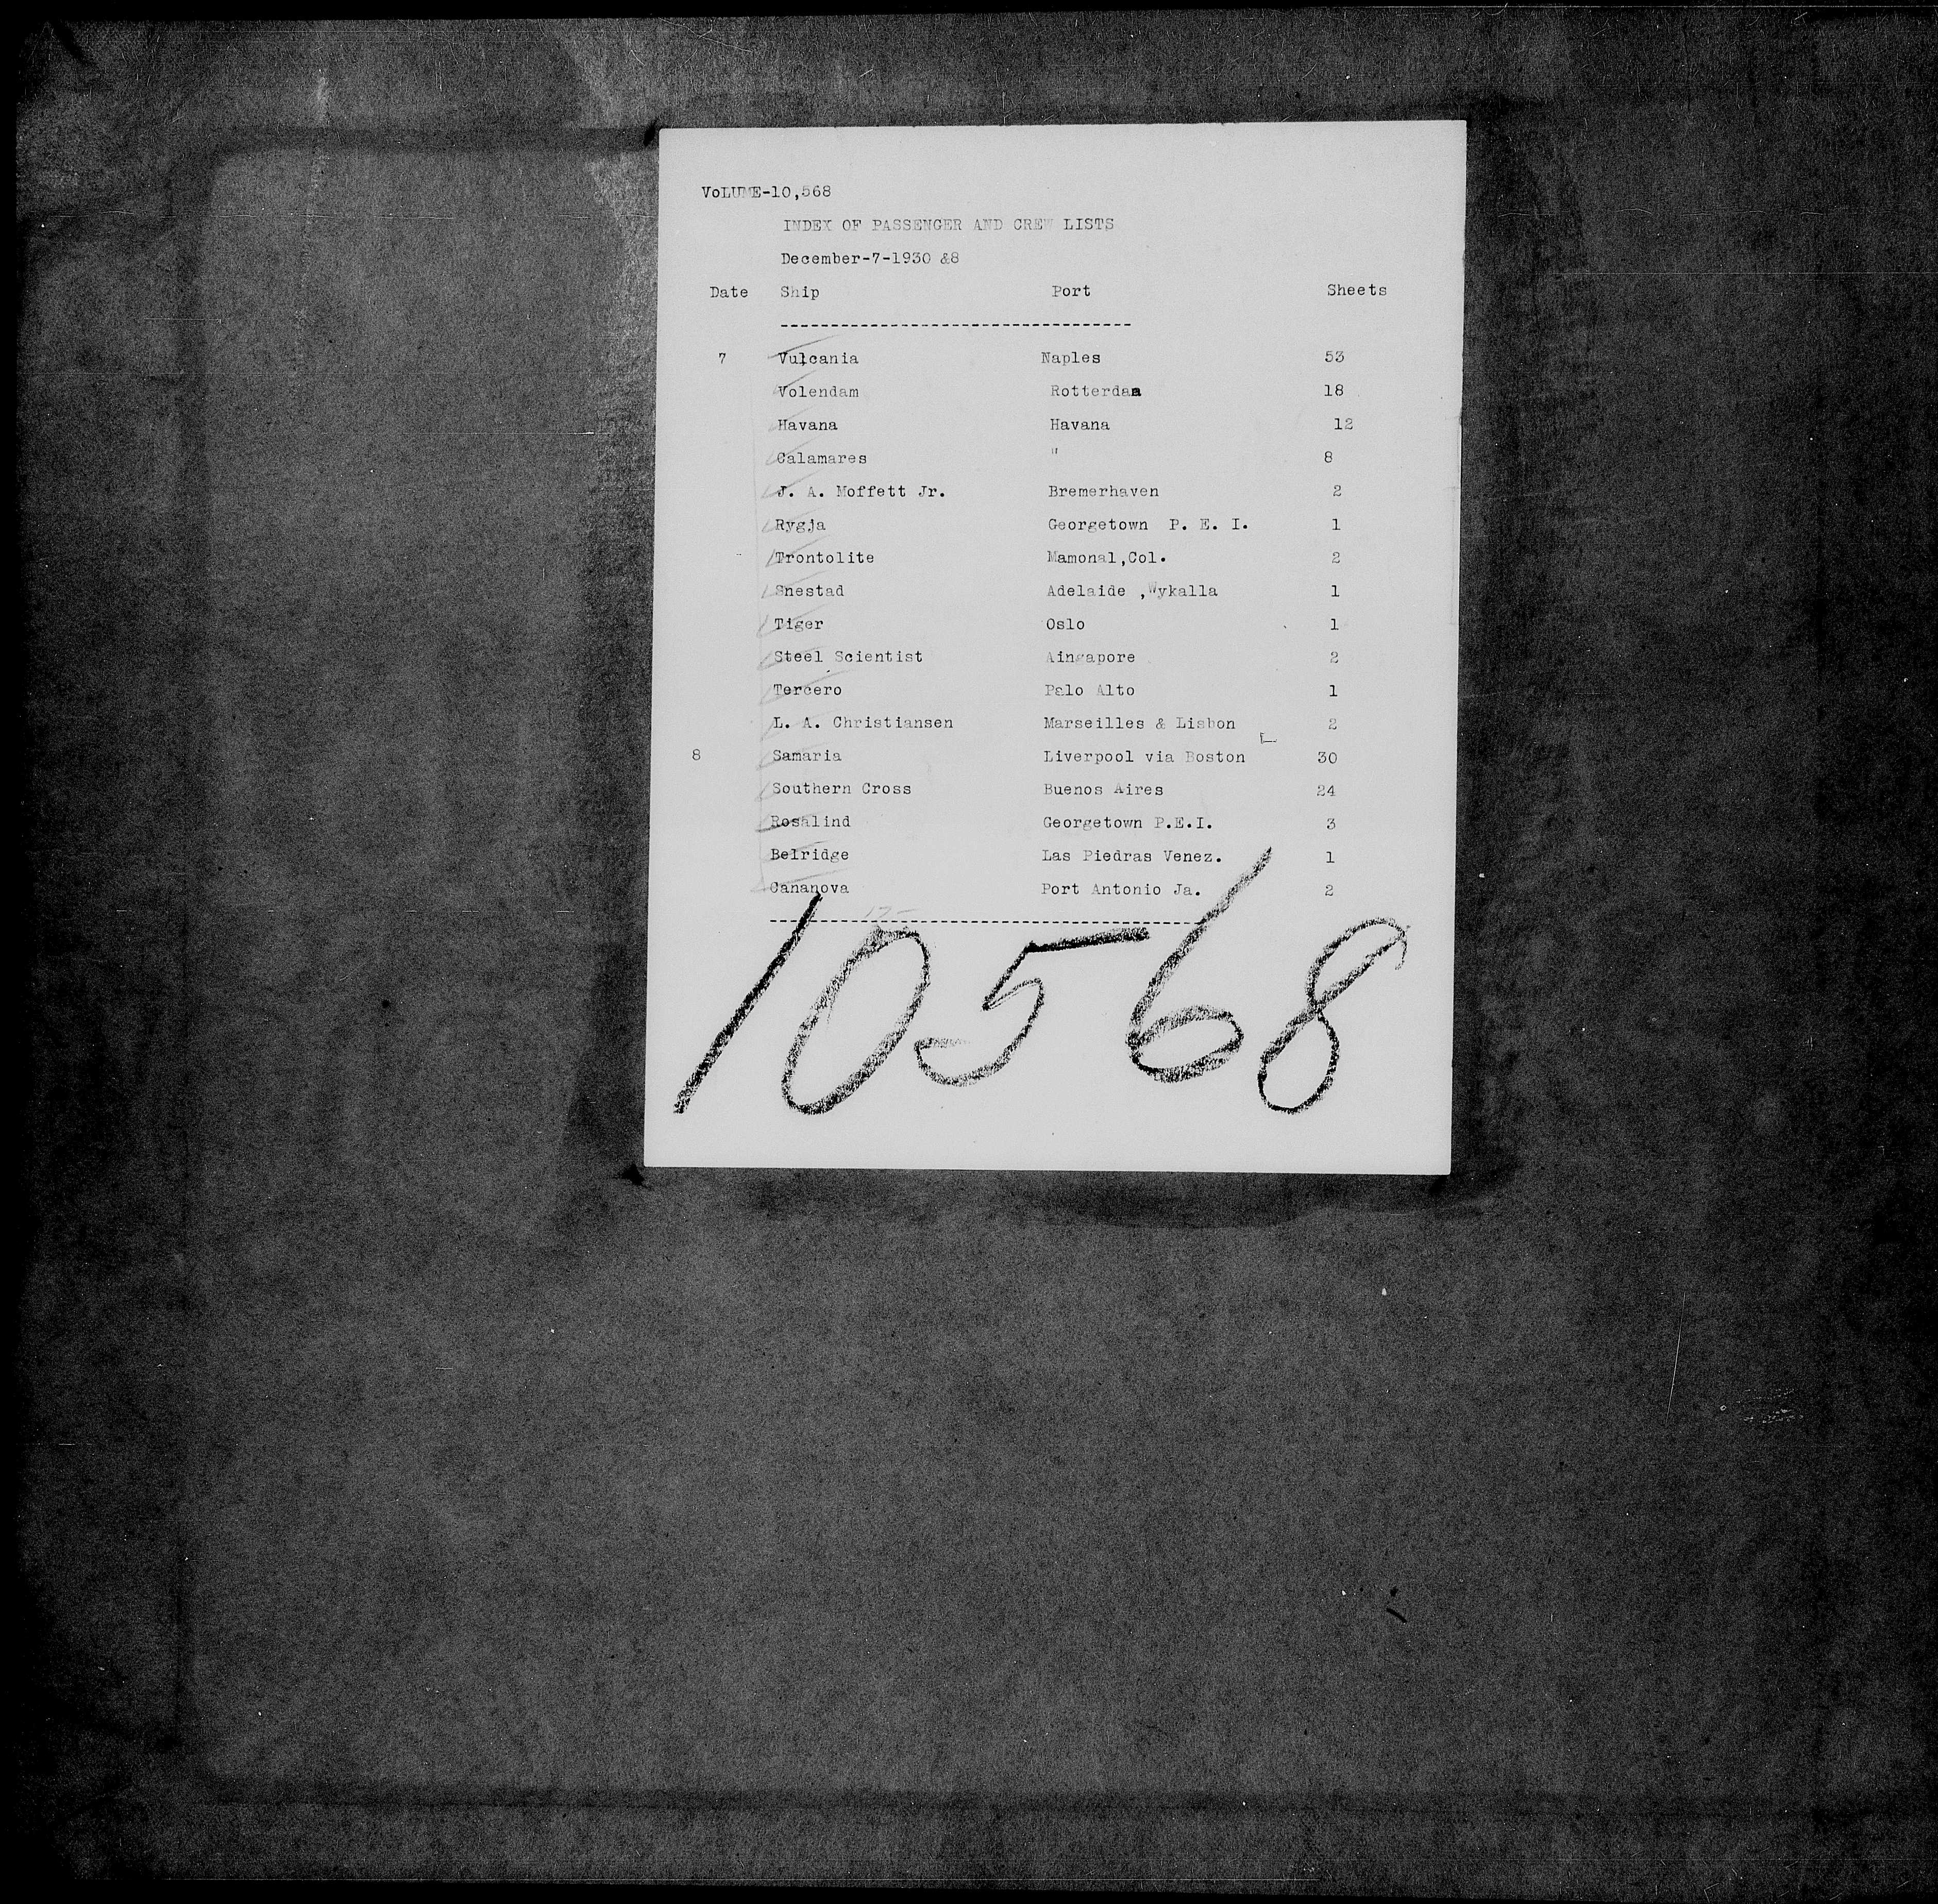 VoLUME-10,568
INDEX OF PASSENGER AND CREW LISTS
December-7-1930 &8
Date Ship Port Sheets
-----------------------------------
7 Vulcania Naples 53
Volendam Rotterdam 18
Havana Havana 12
Calamares " 8
J. A. Moffett Jr. Bremerhaven 2
Rygja Georgetown P. E. I. 1
Trontolite Mamonal,Col. 2
Snestad Adelaide ,Wykalla 1
Tiger Oslo 1
Steel Scientist Aingapore 2
Tercero Palo Alto 1
L. A. Christiansen Marseilles & Lisbon 2
8 Samaria Liverpool via Boston 30
Southern Cross Buenos Aires 24
Rosalind Georgetown P.E.I. 3
Belridge Las Piedras Venez. 1
Cananova Port Antonio Ja. 2
17-
-------------------------------------------
10568